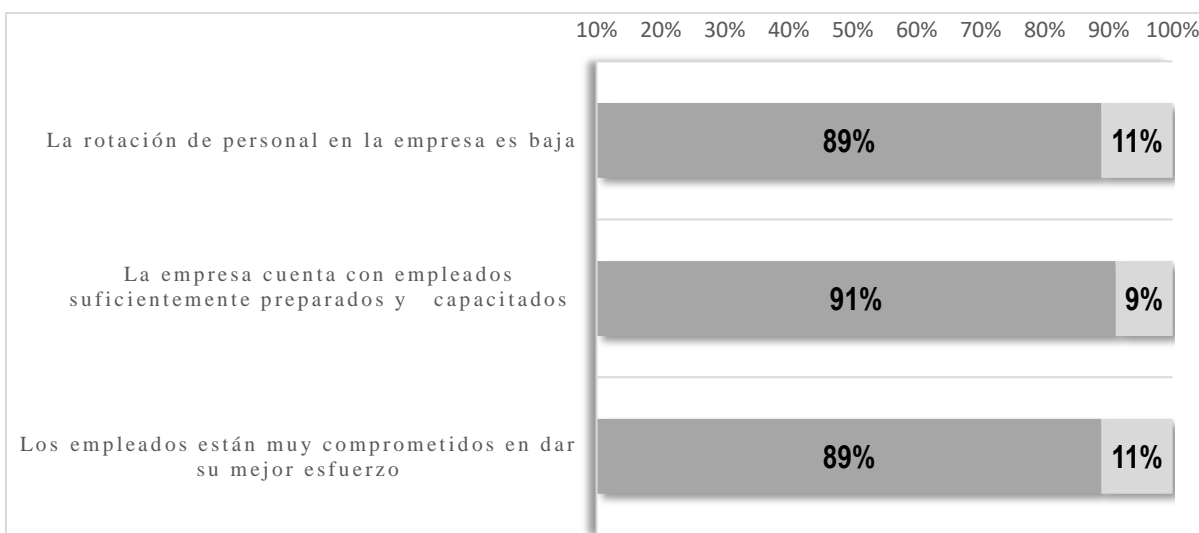 10% 20% 30% 40% 50% 60% 70% 80% 90% 100%
La rotación de personal en la empresa es baja
89% 11%
La empresa cuenta con empleados
suficientemente preparados y capacitados
91% 9%
Los empleados están muy comprometidos en dar
su mejor esfuerzo
89% 11%